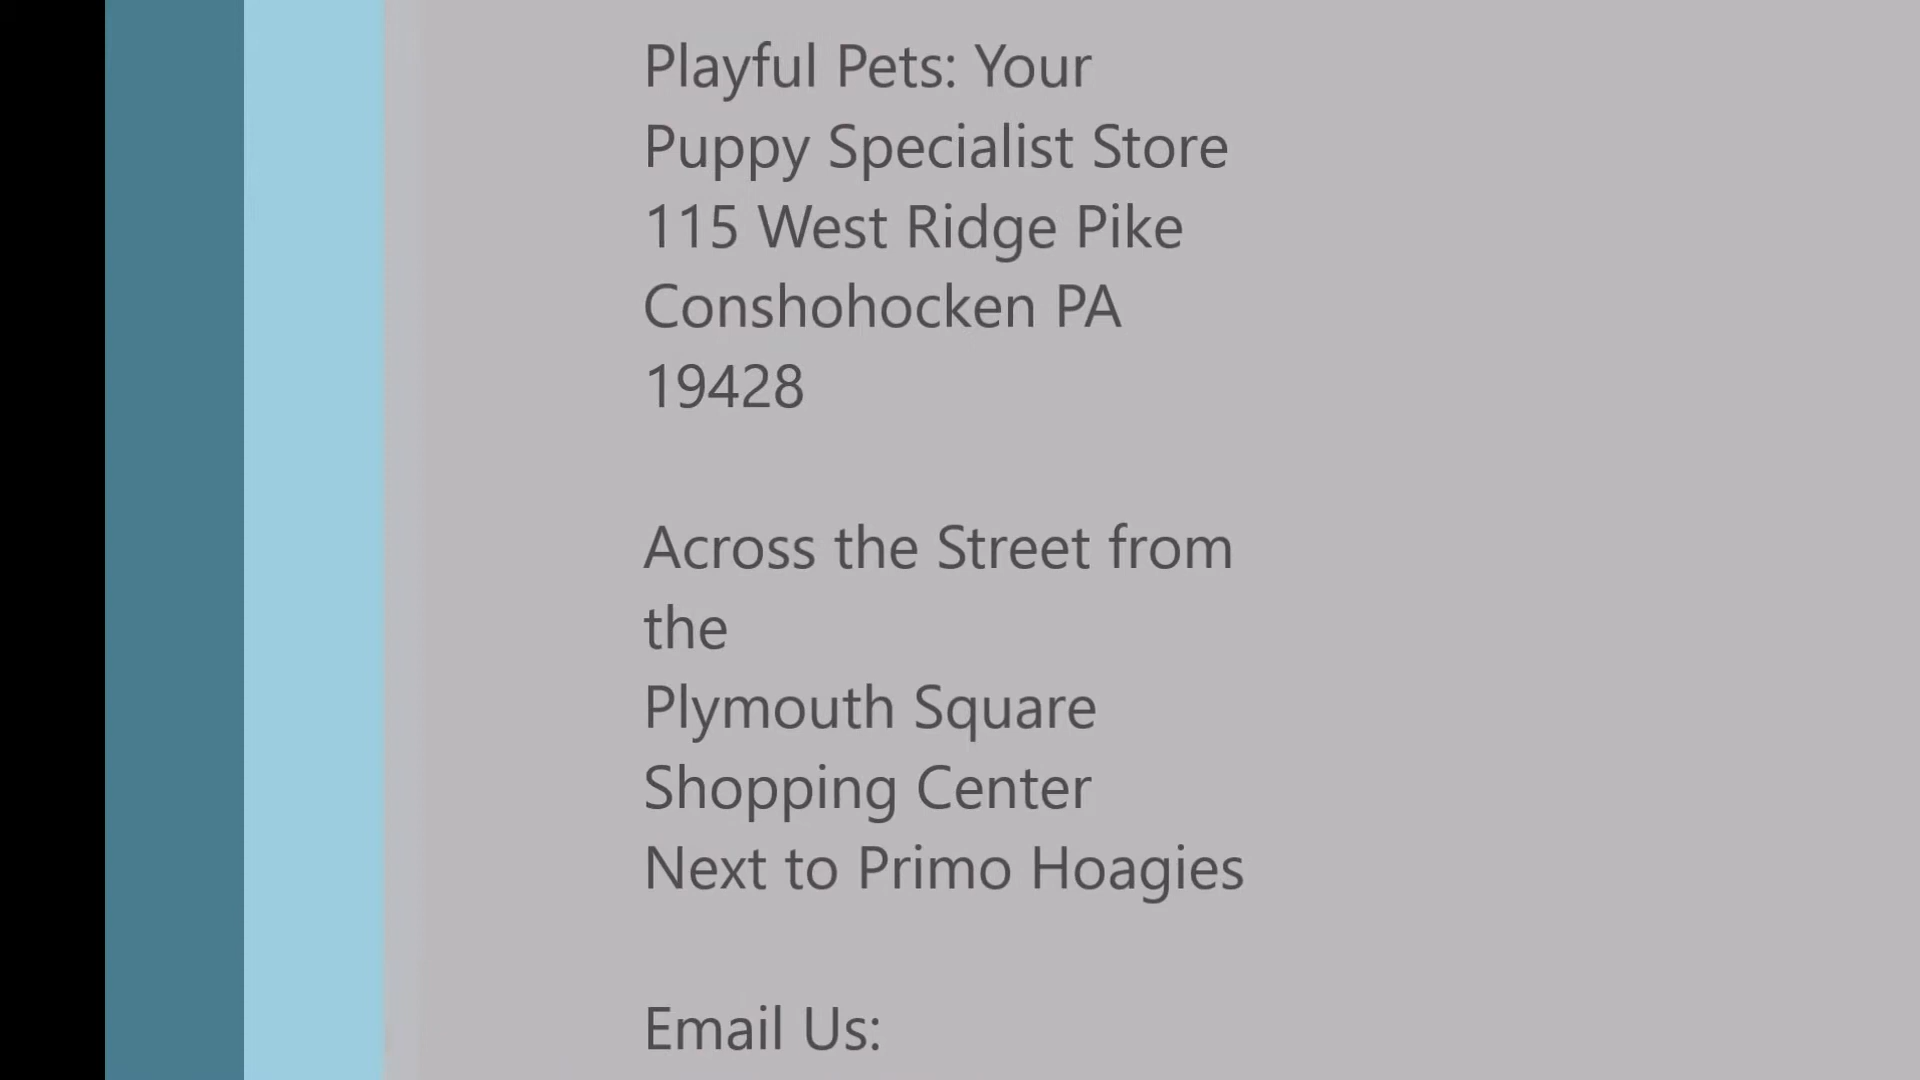 Playful Pets: Your
Puppy Specialist Store
115 West Ridge Pike
Conshohocken PA
19428
Across the Street from
the
Plymouth Square
Shopping Center
Next to Primo Hoagies
Email Us: